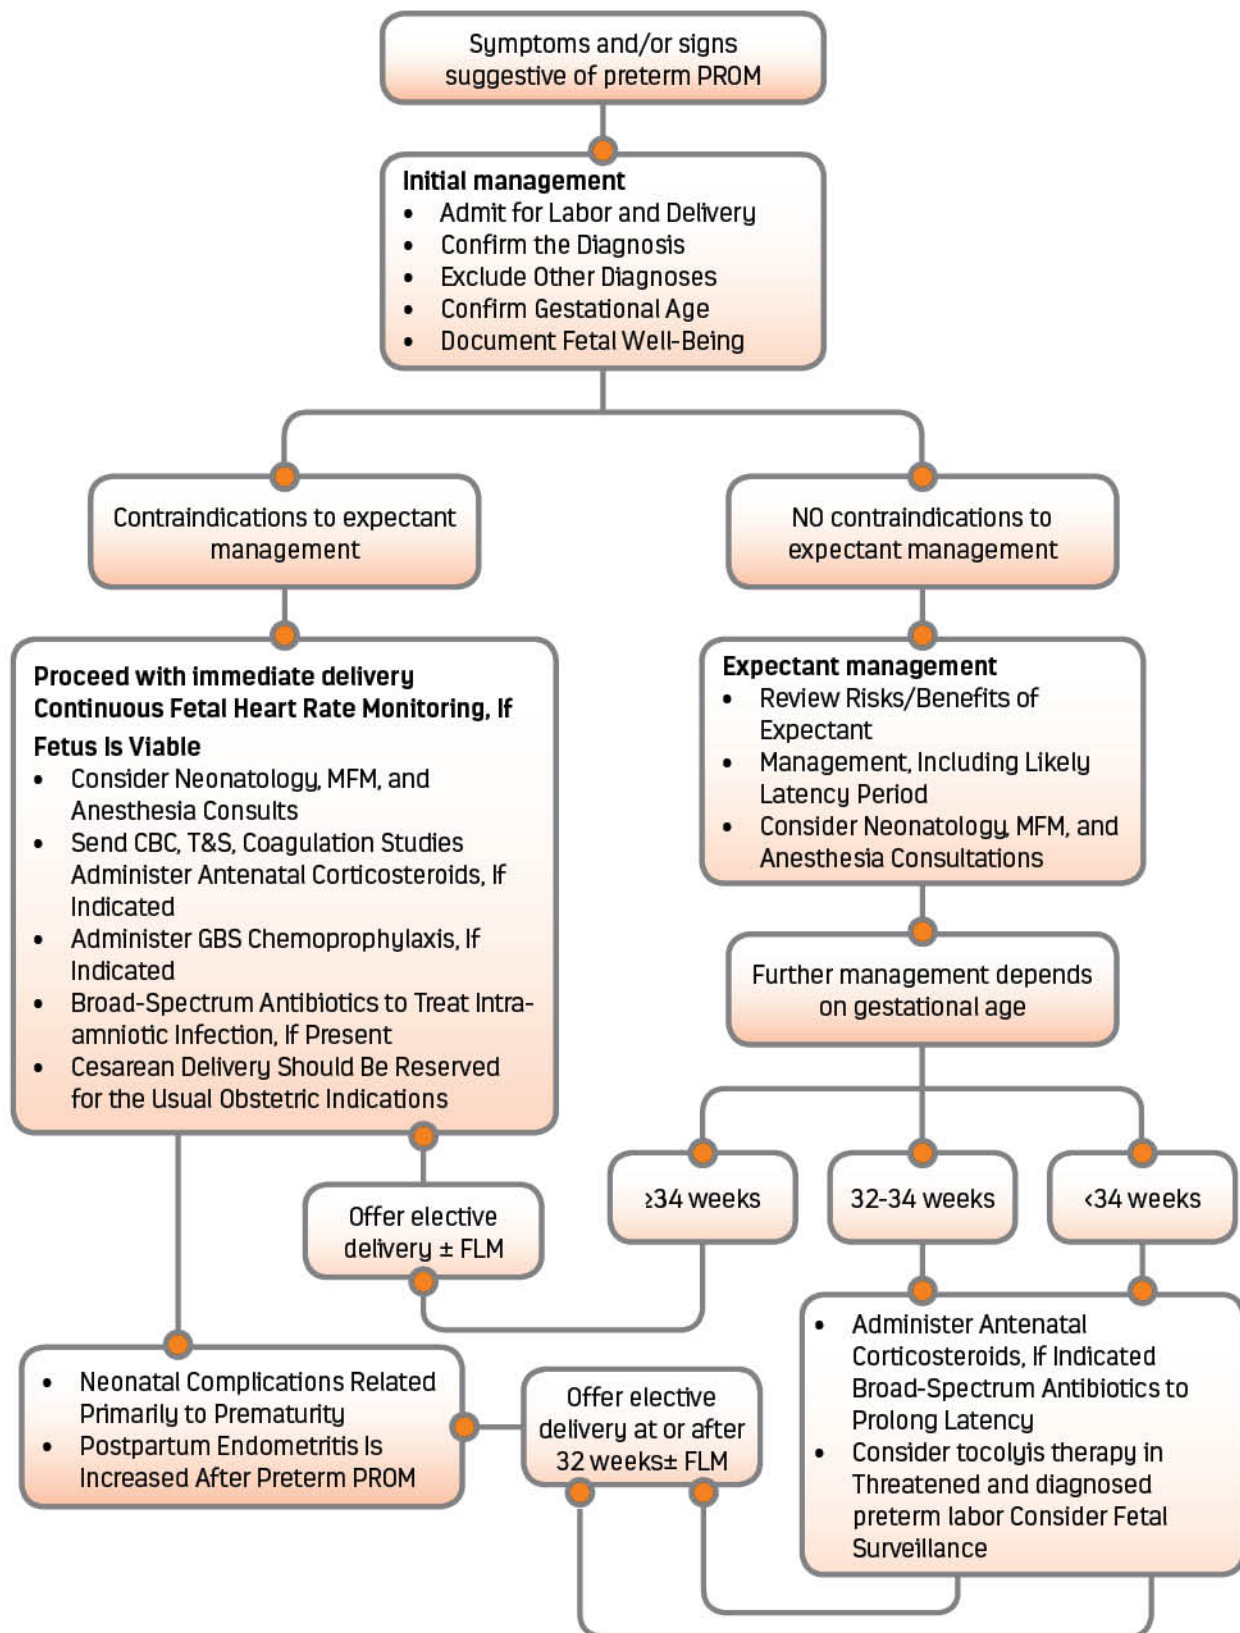 Symptoms and/or signs
suggestive of preterm PROM
Initial management
• Admit for Labor and Delivery
• Confirm the Diagnosis
• Exclude Other Diagnoses
• Confirm Gestational Age
• Document Fetal Well-Being
Contraindications to expectant
management
NO contraindications to
expectant management
Proceed with immediate delivery
Continuous Fetal Heart Rate Monitoring, If
Fetus Is Viable
• Consider Neonatology, MFM, and
Anesthesia Consults
• Send CBC, T&S, Coagulation Studies
Administer Antenatal Corticosteroids, If
Indicated
• Administer GBS Chemoprophylaxis, If
Indicated
• Broad-Spectrum Antibiotics to Treat Intra-
amniotic Infection, If Present
• Cesarean Delivery Should Be Reserved
for the Usual Obstetric Indications
Expectant management
• Review Risks/Benefits of
Expectant
• Management, Including Likely
Latency Period
• Consider Neonatology, MFM, and
Anesthesia Consultations
Further management depends
on gestational age
≥34 weeks
32-34 weeks
<34 weeks
Offer elective
delivery ± FLM
• Administer Antenatal
Corticosteroids, If Indicated
Broad-Spectrum Antibiotics to
Prolong Latency
• Consider tocolyis therapy in
Threatened and diagnosed
preterm labor Consider Fetal
Surveillance
Offer elective
delivery at or after
32 weeks± FLM
• Neonatal Complications Related
Primarily to Prematurity
• Postpartum Endometritis Is
Increased After Preterm PROM